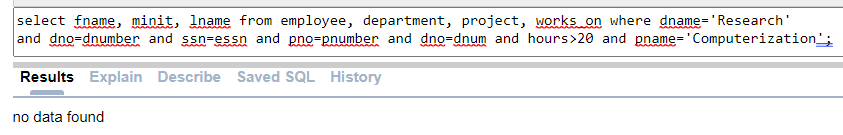 select fname, minit, lname from employee, department, project, works_on where dname='Research'
and dno=dnumber and ssn=essn and pno=pnumber and dno=dnum and hours>20 and pname='Computerization';
Results Explain Describe Saved SQL History
no data found